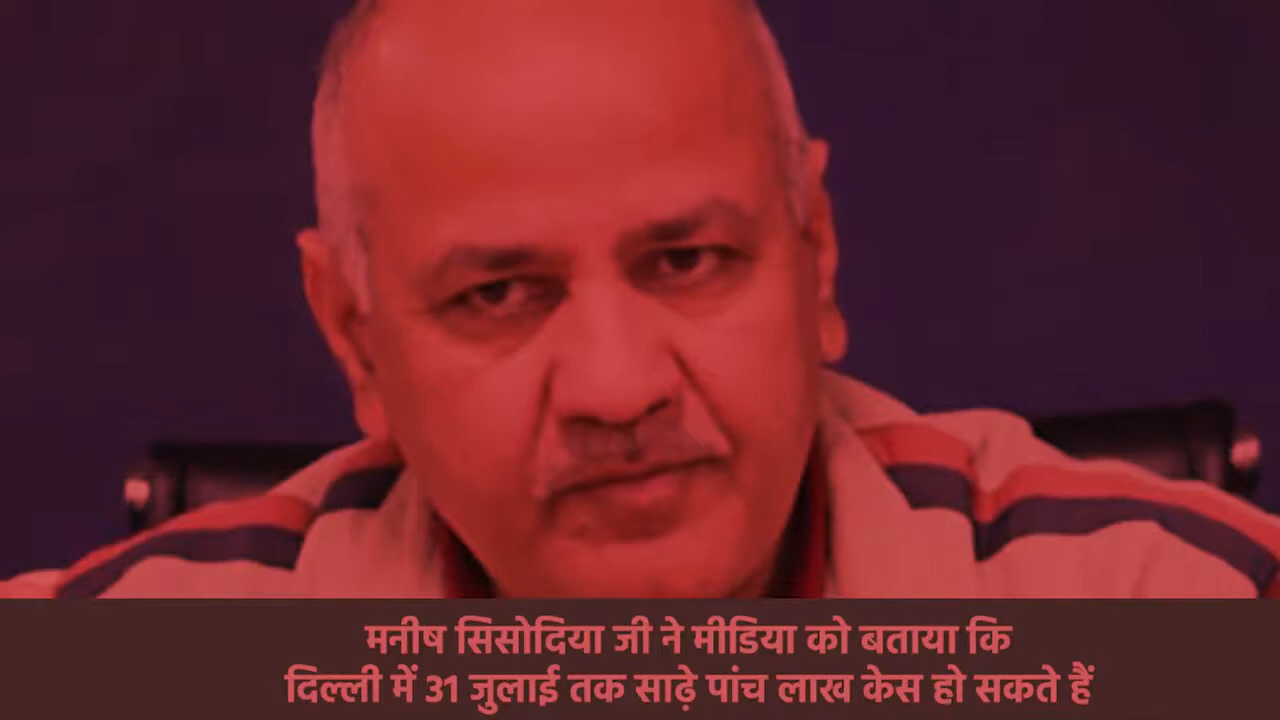 मनीष सिसोदिया जी ने मीडिया को बताया कि
दिल्ली में 31 जुलाई तक साढ़े पांच लाख केस हो सकते हैं